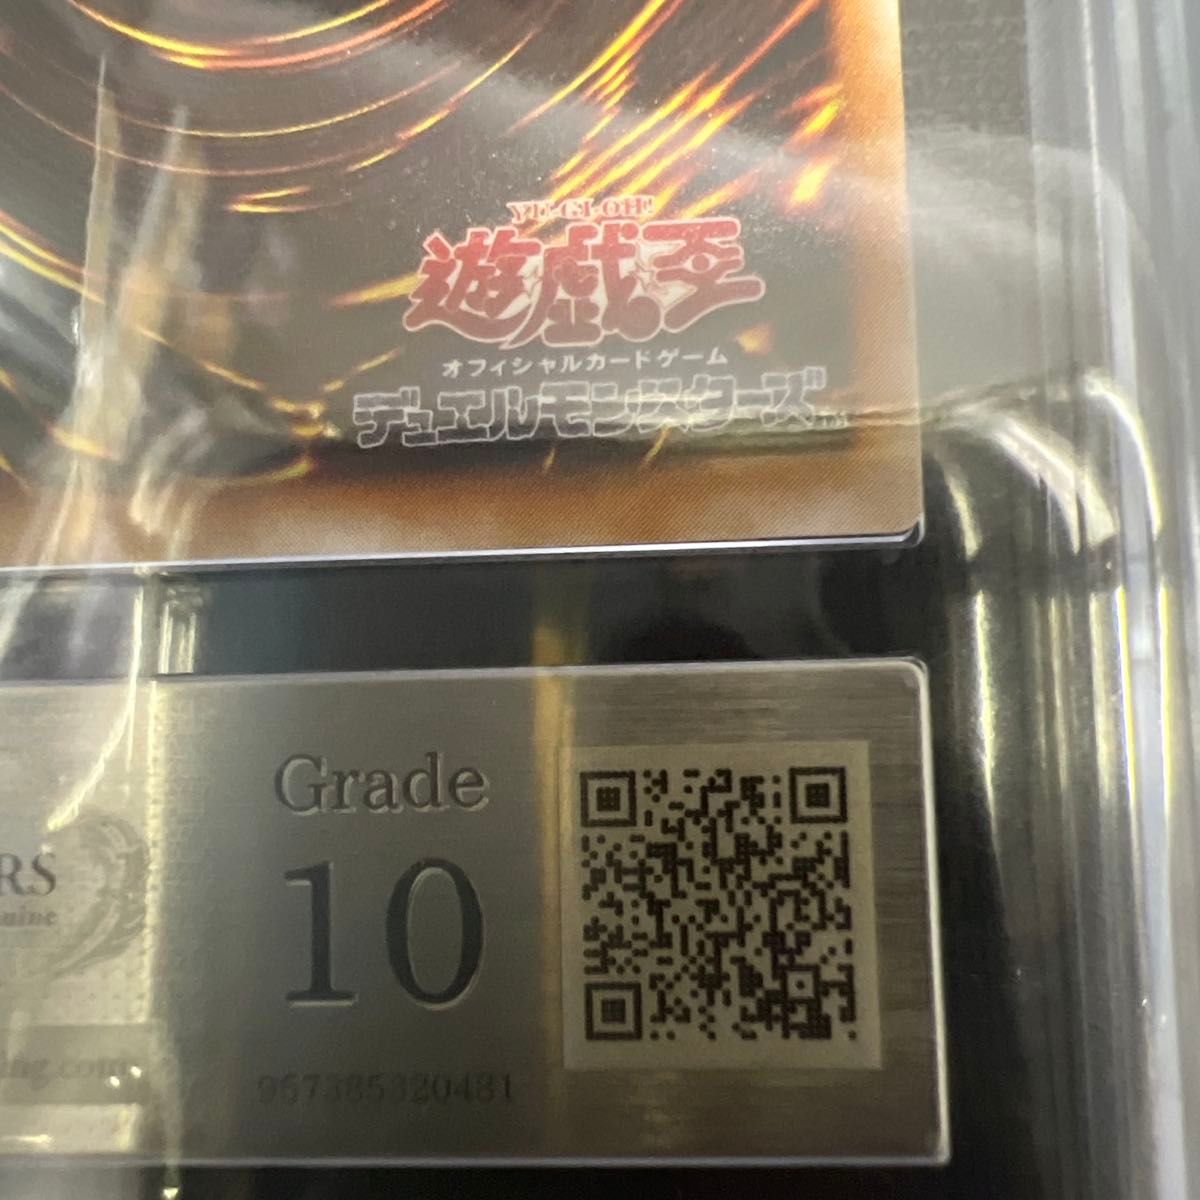 YU-GI-OH!
遊戯王
オフィシャルカードゲーム
デュエルモンスターズ
Grade
10
RS
957385320481